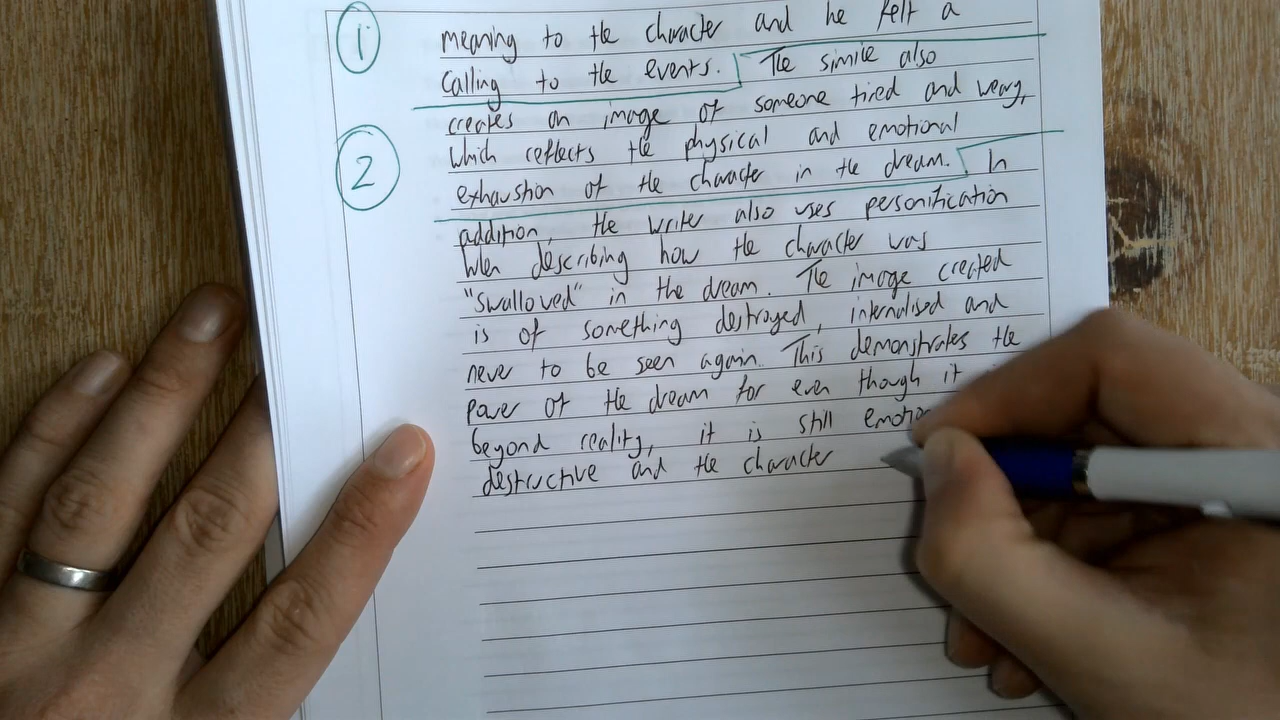 ① meaning to the character and he felt a
calling to the events. The simile also
creates an image of someone tired and weary,
② which reflects the physical and emotional
exhaustion of the character in the dream. In
addition, the writer also uses personification
when describing how the character was
"swallowed" in the dream. The image created
is of something destroyed, internalised and
never to be seen again. This demonstrates the
power of the dream for even though it
beyond reality, it is still
destructive and the character